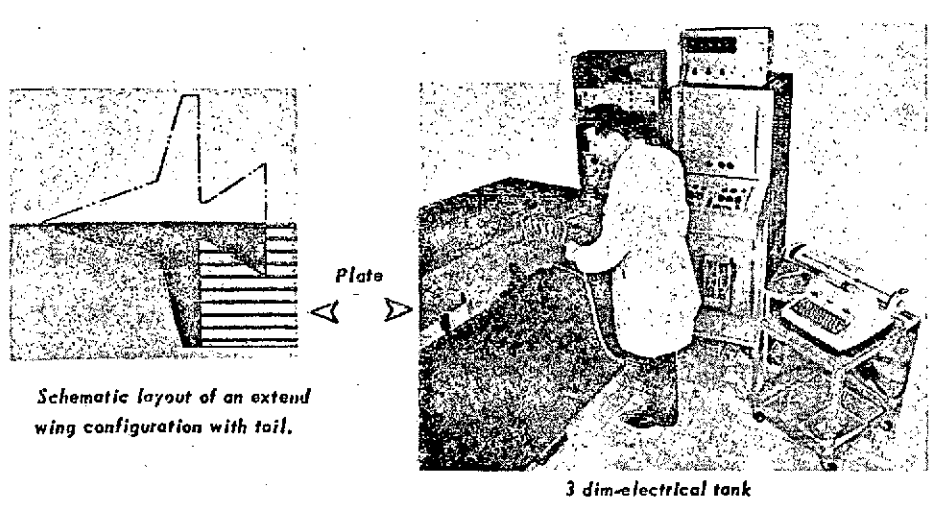 Plate
Schematic layout of an extend
wing configuration with tail.
3 dim-electrical tank